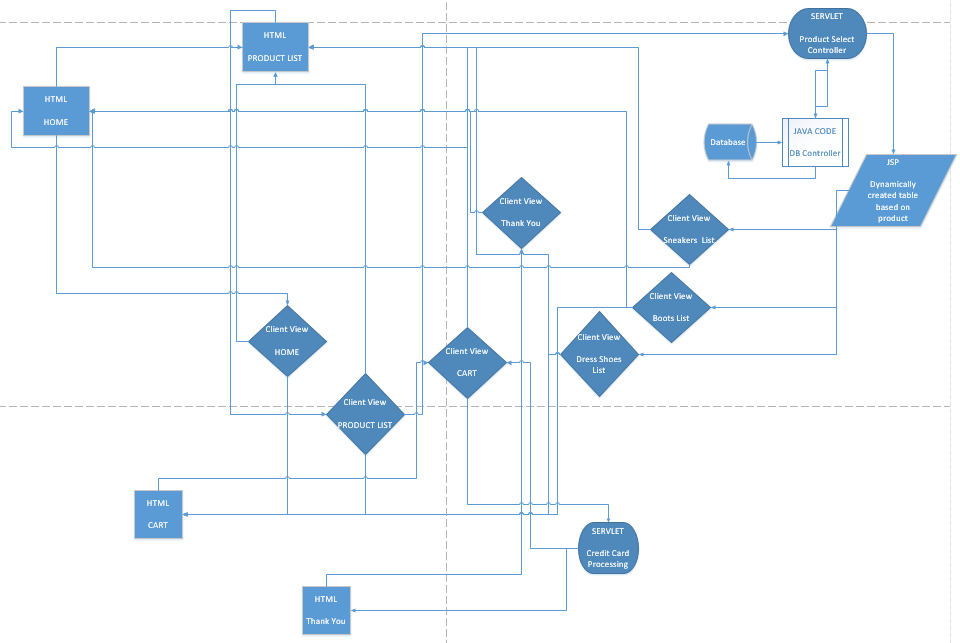 SERVLET
Product Select
Controller
HTML
PRODUCT LIST
HTML
HOME
JAVA CODE
DB Controller
Database
JSP
Dynamically
created table
based on
product
Client View
Thank You
Client View
Sneakers List
Client View
Boots List
Client View
HOME
Client View
Dress Shoes
List
Client View
CART
Client View
PRODUCT LIST
HTML
CART
SERVLET
Credit Card
Processing
HTML
Thank You